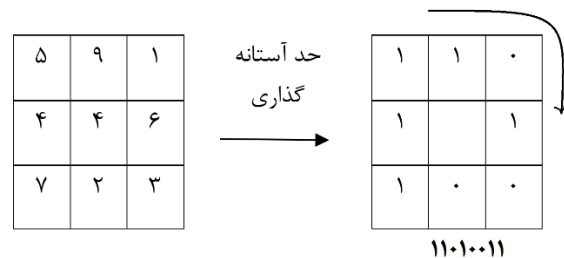 ۵ ۹ ۱
۴ ۴ ۶
۷ ۲ ۳
حد آستانه
گذاری
۱ ۱ ۰
۱ ۱
۱ ۰ ۰
۱۱۰۱۰۰۱۱